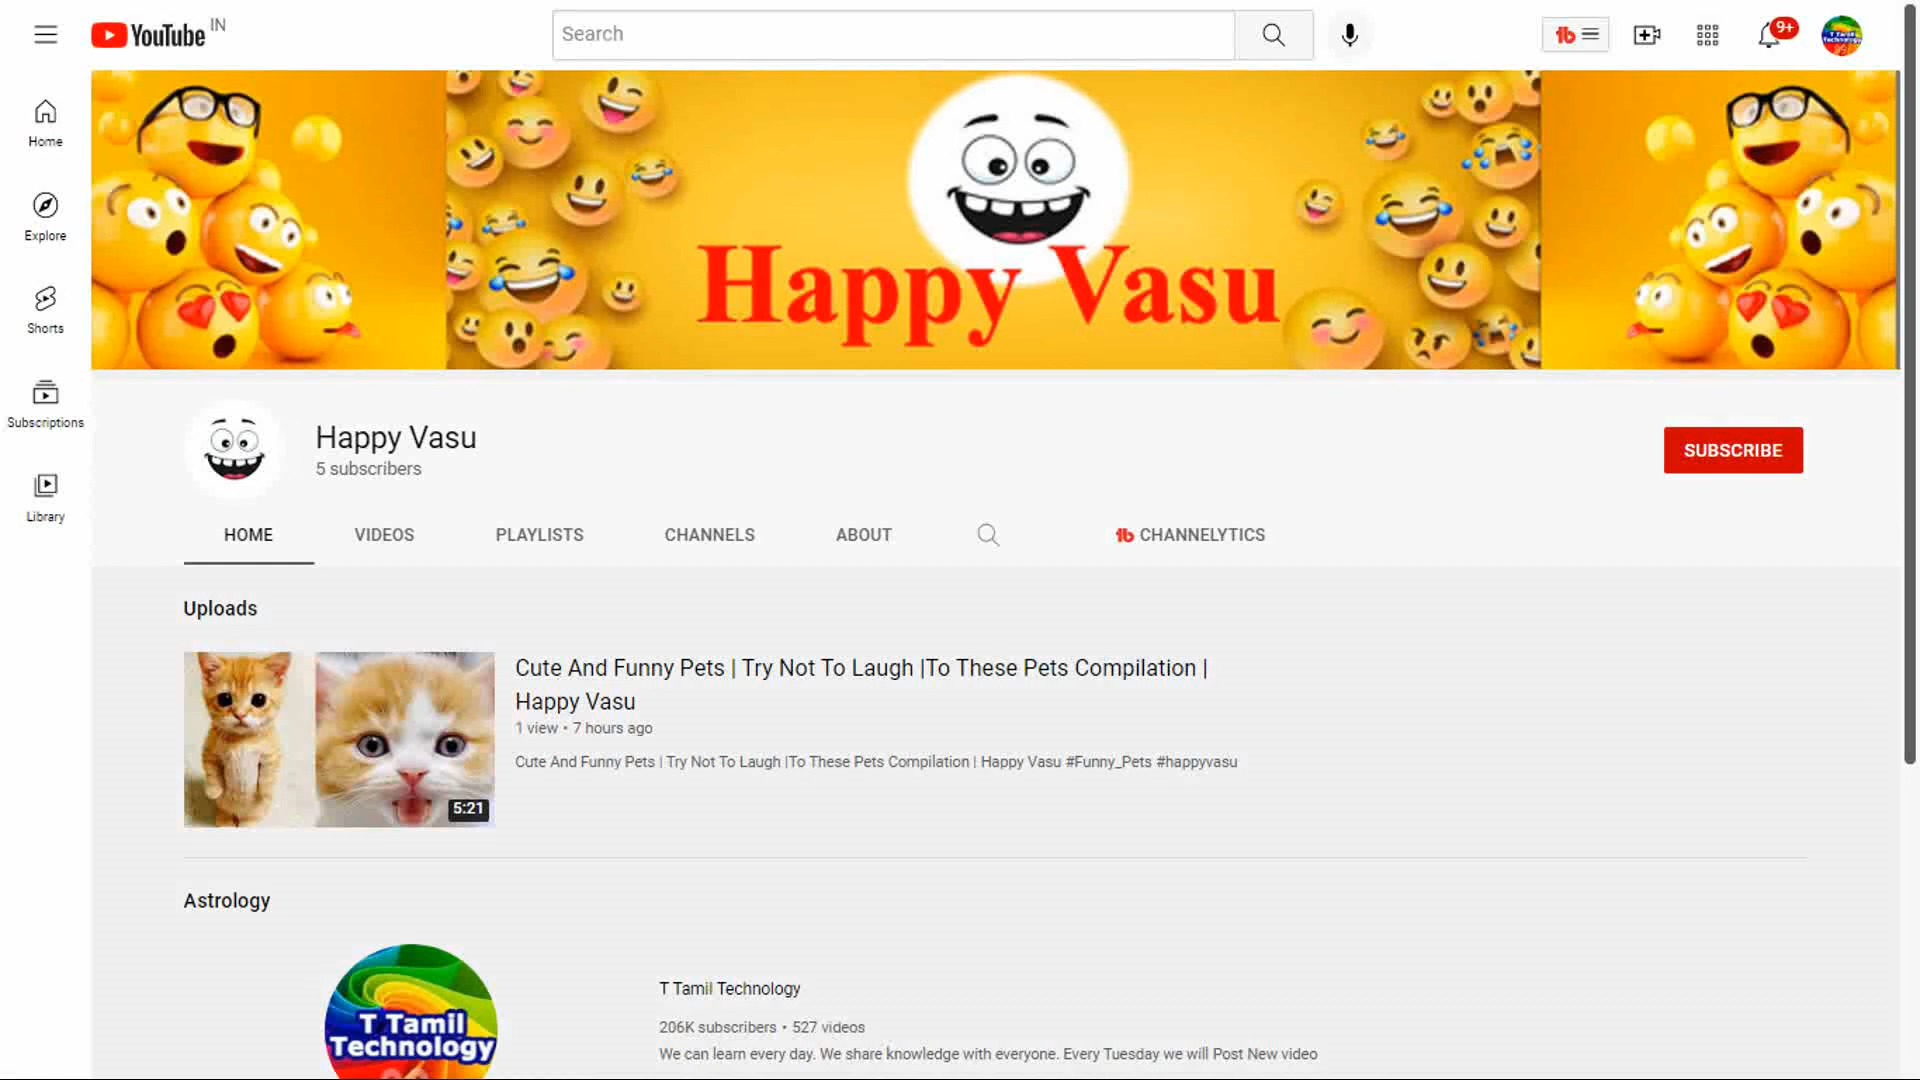 YouTube IN
Search
9+
Home
Explore
Shorts
Subscriptions
Library
Happy Vasu
Happy Vasu
5 subscribers
SUBSCRIBE
HOME VIDEOS PLAYLISTS CHANNELS ABOUT CHANNELYTICS
Uploads
Cute And Funny Pets | Try Not To Laugh |To These Pets Compilation |
Happy Vasu
1 view • 7 hours ago
Cute And Funny Pets | Try Not To Laugh |To These Pets Compilation | Happy Vasu #Funny_Pets #happyvasu
5:21
Astrology
T Tamil
Technology
T Tamil Technology
206K subscribers • 527 videos
We can learn every day. We share knowledge with everyone. Every Tuesday we will Post New video